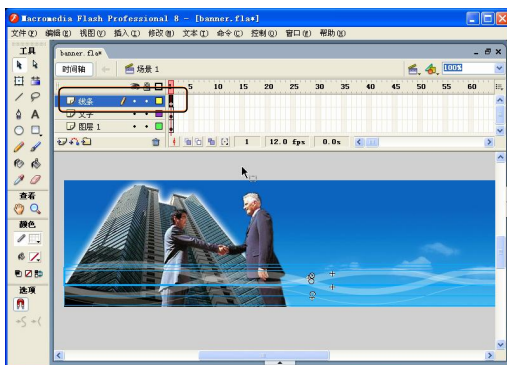 Macromedia Flash Professional 8 - [banner.fla*]
文件(F) 编辑(E) 视图(V) 插入(I) 修改(M) 文本(T) 命令(C) 控制(O) 窗口(W) 帮助(H)
工具
banner.fla*
时间轴 场景 1 100%
5 10 15 20 25 30 35 40 45 50 55 60
线条
文字
图层 1
1 12.0 fps 0.0s
查看
颜色
选项